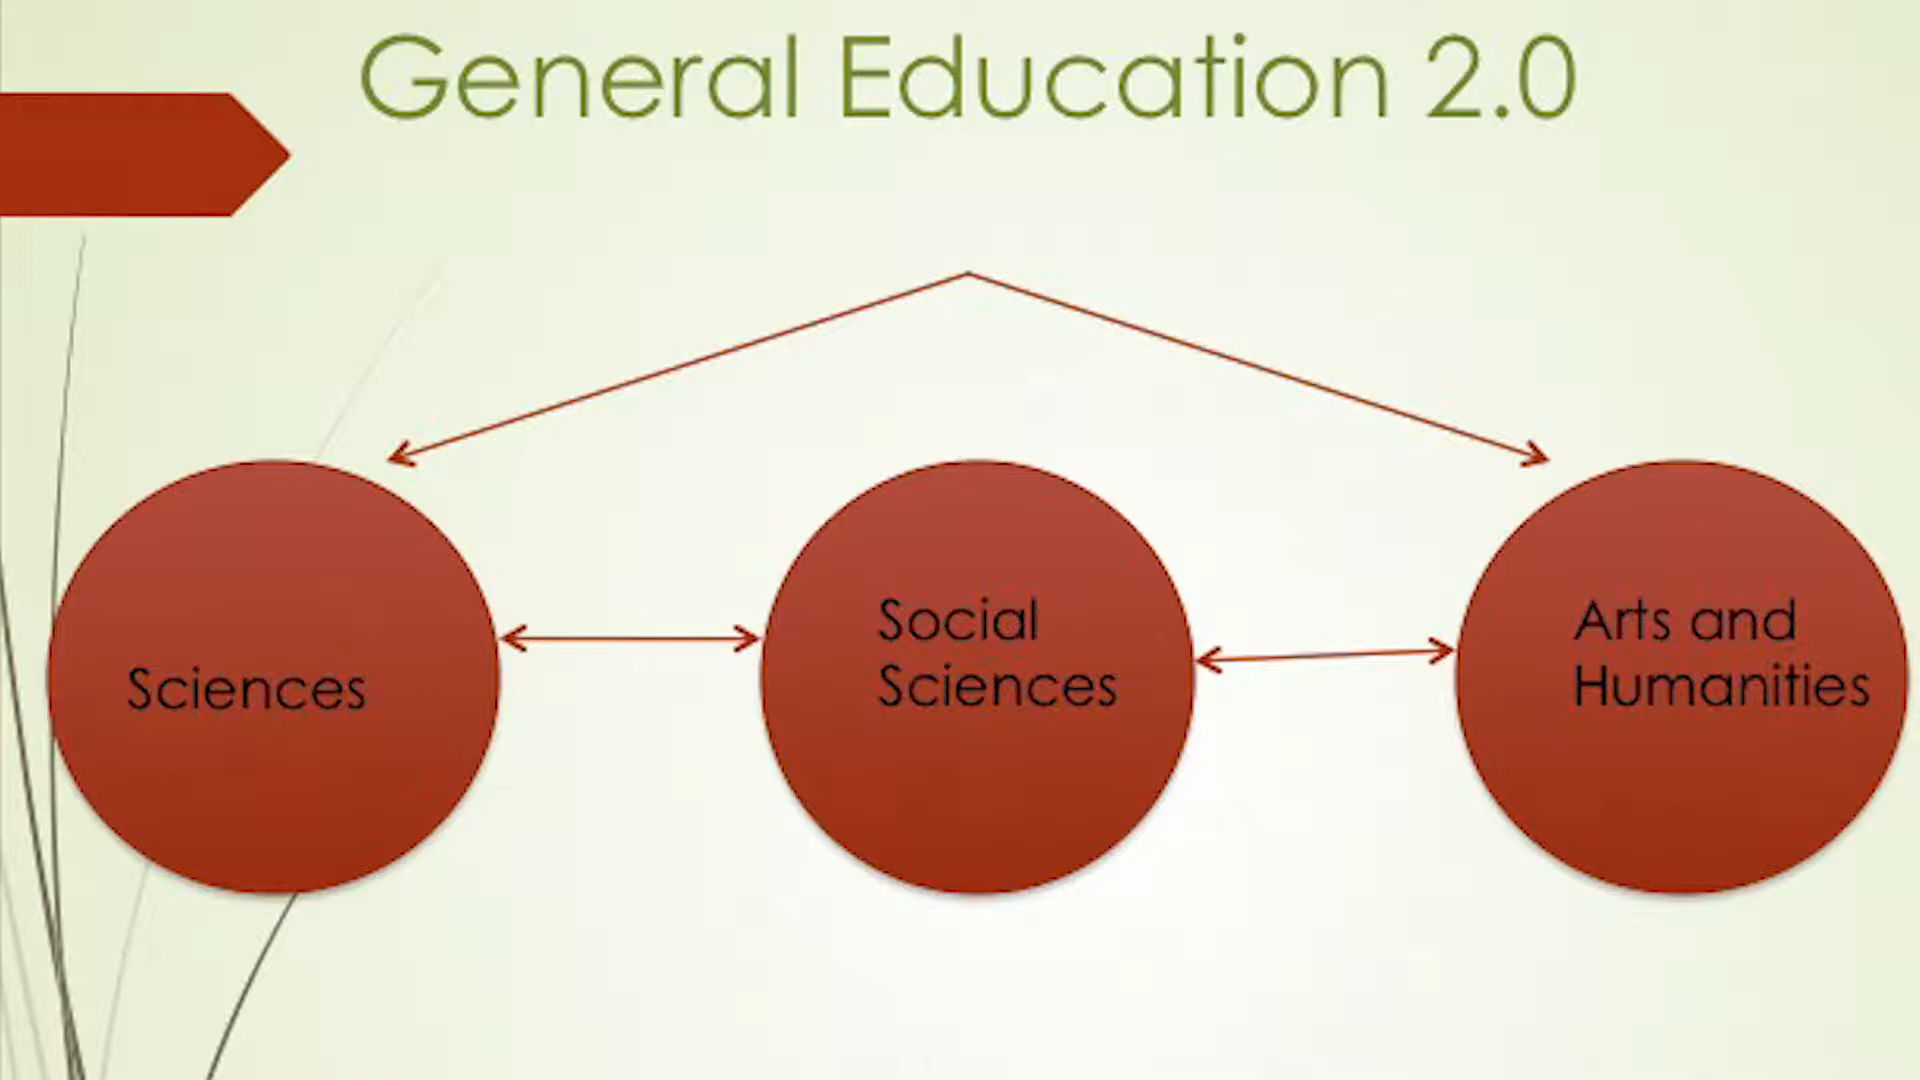 General Education 2.0
Sciences
Social
Sciences
Arts and
Humanities